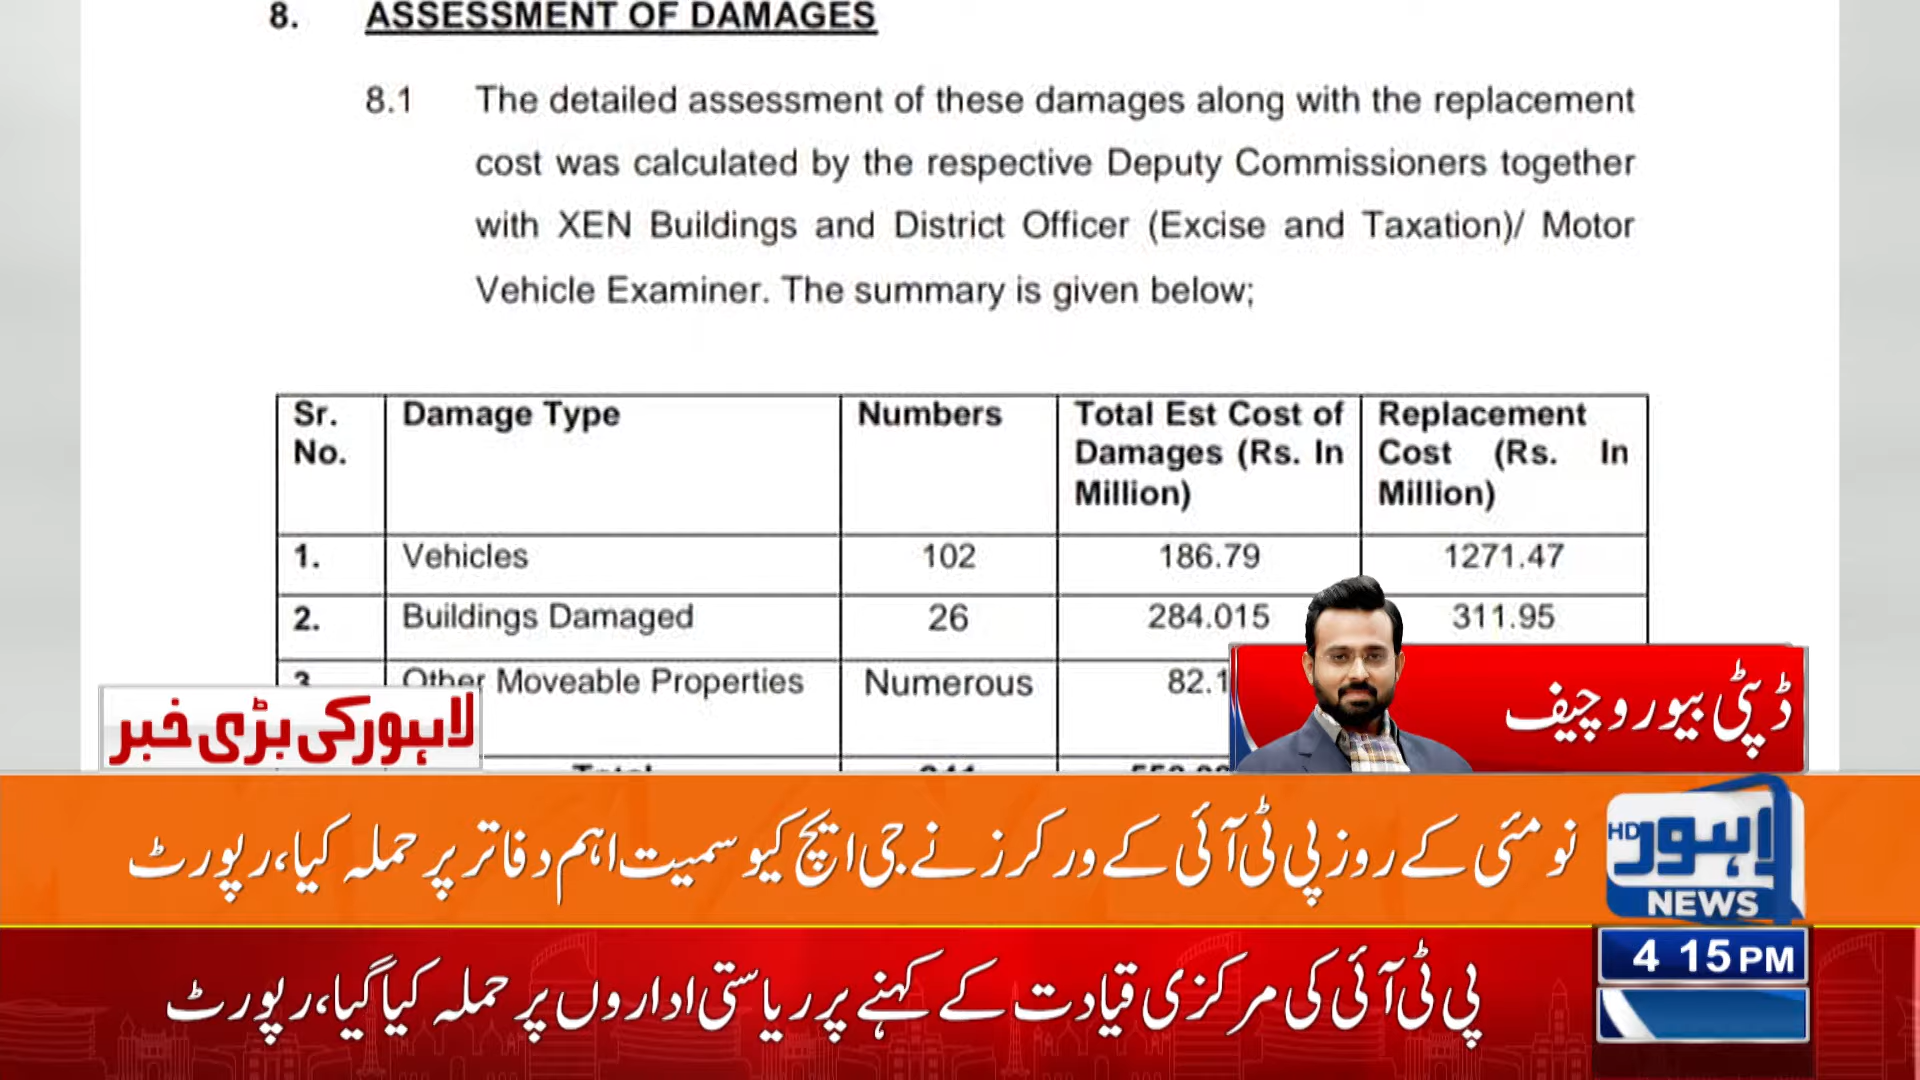 8. ASSESSMENT OF DAMAGES
8.1 The detailed assessment of these damages along with the replacement
cost was calculated by the respective Deputy Commissioners together
with XEN Buildings and District Officer (Excise and Taxation)/ Motor
Vehicle Examiner. The summary is given below;
Sr. No. Damage Type Numbers Total Est Cost of Damages (Rs. In Million) Replacement Cost (Rs. In Million)
1. Vehicles 102 186.79 1271.47
2. Buildings Damaged 26 284.015 311.95
3. Other Moveable Properties Numerous
Total
لاہور کی بڑی خبر
ڈپٹی بیورو چیف
نو مئی کے روز پی ٹی آئی کے ورکرز نے جی ایچ کیو سمیت اہم دفاتر پر حملہ کیا، رپورٹ
لاہور HD
NEWS
4 15 PM
پی ٹی آئی کی مرکزی قیادت کے کہنے پر ریاستی اداروں پر حملہ کیا گیا، رپورٹ